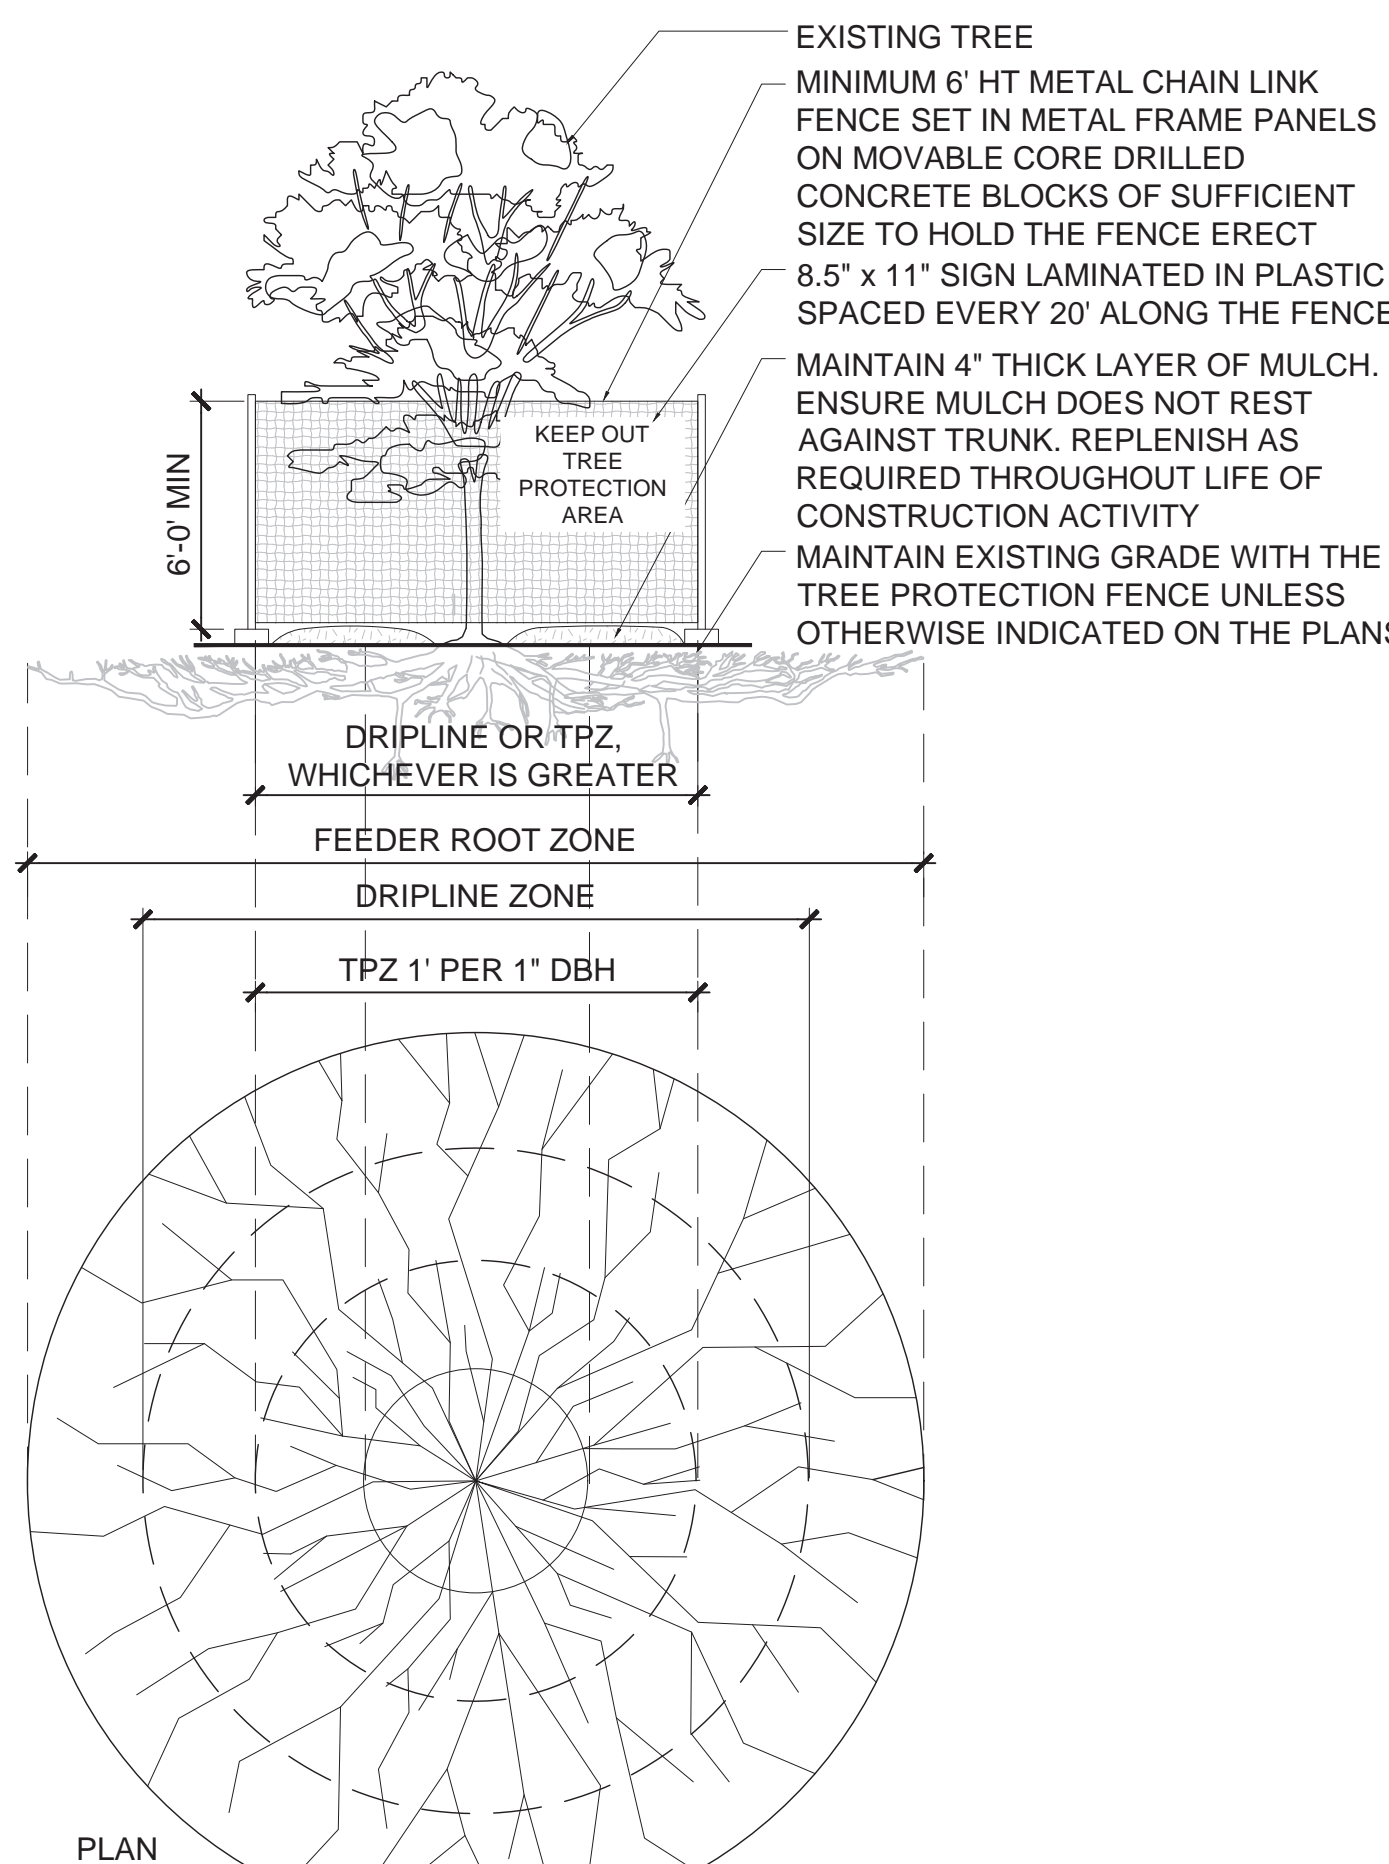 EXISTING TREE
MINIMUM 6' HT METAL CHAIN LINK
FENCE SET IN METAL FRAME PANELS
ON MOVABLE CORE DRILLED
CONCRETE BLOCKS OF SUFFICIENT
SIZE TO HOLD THE FENCE ERECT
8.5" x 11" SIGN LAMINATED IN PLASTIC
SPACED EVERY 20' ALONG THE FENCE
MAINTAIN 4" THICK LAYER OF MULCH.
ENSURE MULCH DOES NOT REST
AGAINST TRUNK. REPLENISH AS
REQUIRED THROUGHOUT LIFE OF
CONSTRUCTION ACTIVITY
MAINTAIN EXISTING GRADE WITH THE
TREE PROTECTION FENCE UNLESS
OTHERWISE INDICATED ON THE PLANS
KEEP OUT
TREE
PROTECTION
AREA
6'-0' MIN
DRIPLINE OR TPZ,
WHICHEVER IS GREATER
FEEDER ROOT ZONE
DRIPLINE ZONE
TPZ 1' PER 1" DBH
PLAN